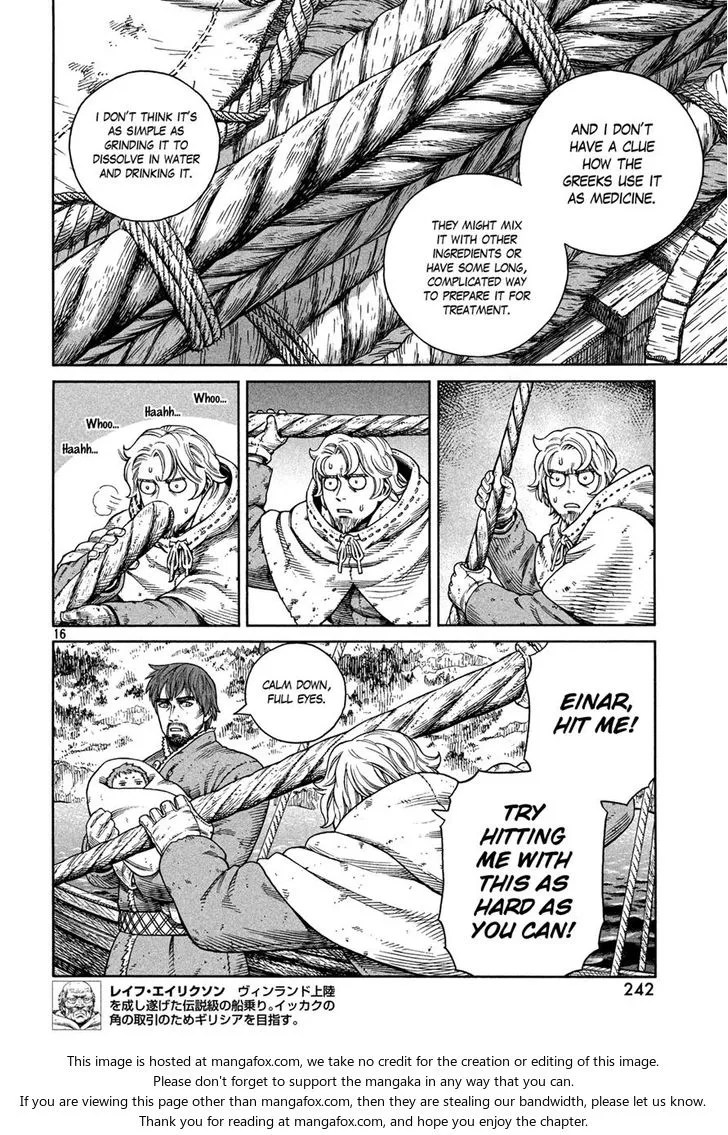 AND I DON'T
HAVE A CLUE
HOW THE
GREEKS USE IT
AS MEDICINE.
THEY MIGHT MIX
IT WITH OTHER
INGREDIENTS OR
HAVE SOME LONG,
COMPLICATED WAY
TO PREPARE IT FOR
TREATMENT.
I DON'T THINK IT'S
AS SIMPLE AS
GRINDING IT TO
DISSOLVE IN WATER
AND DRINKING IT.
Whoo...
Haahh...
Whoo...
Haahh...
16
EINAR,
HIT ME!
TRY
HITTING
ME WITH
THIS AS
HARD AS
YOU CAN!
CALM DOWN,
FULL EYES.
レイフ・エイリクソン ヴィンランド上陸
を成し遂げた伝説級の船乗り。イッカクの
角の取引のためギリシアを目指す。
242
This image is hosted at mangafox.com, we take no credit for the creation or editing of this image.
Please don't forget to support the mangaka in any way that you can.
If you are viewing this page other than mangafox.com, then they are stealing our bandwidth, please let us know.
Thank you for reading at mangafox.com, and hope you enjoy the chapter.